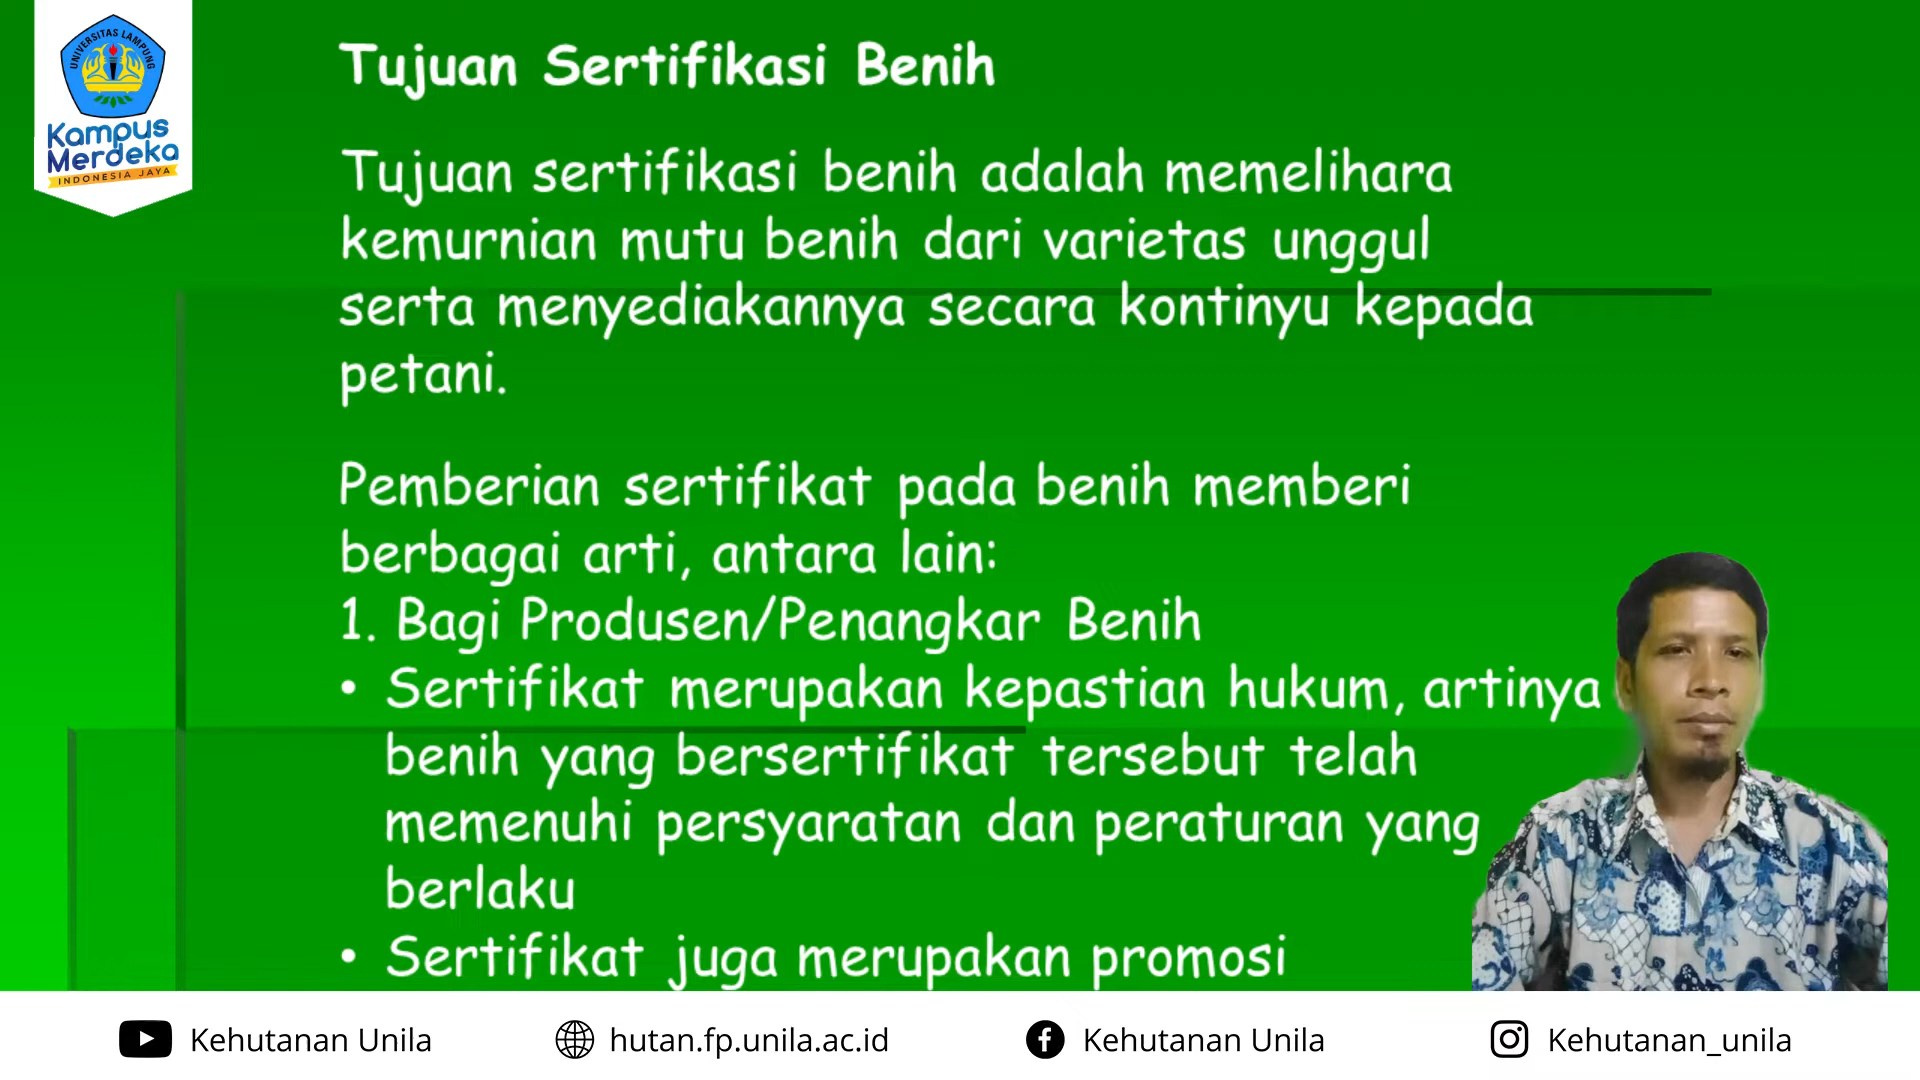 UNIVERSITAS LAMPUNG
Kampus
Merdeka
INDONESIA JAYA
Tujuan Sertifikasi Benih
Tujuan sertifikasi benih adalah memelihara
kemurnian mutu benih dari varietas unggul
serta menyediakannya secara kontinyu kepada
petani.
Pemberian sertifikat pada benih memberi
berbagai arti, antara lain:
1. Bagi Produsen/Penangkar Benih
• Sertifikat merupakan kepastian hukum, artinya
benih yang bersertifikat tersebut telah
memenuhi persyaratan dan peraturan yang
berlaku
• Sertifikat juga merupakan promosi
Kehutanan Unila
hutan.fp.unila.ac.id
Kehutanan Unila
Kehutanan_unila